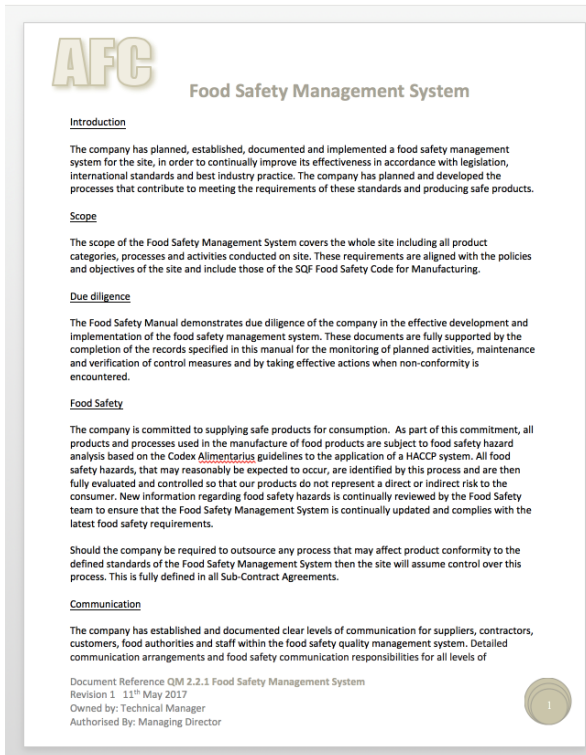 AFC
Food Safety Management System
Introduction
The company has planned, established, documented and implemented a food safety management
system for the site, in order to continually improve its effectiveness in accordance with legislation,
international standards and best industry practice. The company has planned and developed the
processes that contribute to meeting the requirements of these standards and producing safe products.
Scope
The scope of the Food Safety Management System covers the whole site including all product
categories, processes and activities conducted on site. These requirements are aligned with the policies
and objectives of the site and include those of the SQF Food Safety Code for Manufacturing.
Due diligence
The Food Safety Manual demonstrates due diligence of the company in the effective development and
implementation of the food safety management system. These documents are fully supported by the
completion of the records specified in this manual for the monitoring of planned activities, maintenance
and verification of control measures and by taking effective actions when non-conformity is
encountered.
Food Safety
The company is committed to supplying safe products for consumption. As part of this commitment, all
products and processes used in the manufacture of food products are subject to food safety hazard
analysis based on the Codex Alimentarius guidelines to the application of a HACCP system. All food
safety hazards, that may reasonably be expected to occur, are identified by this process and are then
fully evaluated and controlled so that our products do not represent a direct or indirect risk to the
consumer. New information regarding food safety hazards is continually reviewed by the Food Safety
team to ensure that the Food Safety Management System is continually updated and complies with the
latest food safety requirements.
Should the company be required to outsource any process that may affect product conformity to the
defined standards of the Food Safety Management System then the site will assume control over this
process. This is fully defined in all Sub-Contract Agreements.
Communication
The company has established and documented clear levels of communication for suppliers, contractors,
customers, food authorities and staff within the food safety quality management system. Detailed
communication arrangements and food safety communication responsibilities for all levels of
Document Reference QM 2.2.1 Food Safety Management System
Revision 1 11th May 2017
Owned by: Technical Manager
Authorised By: Managing Director
1